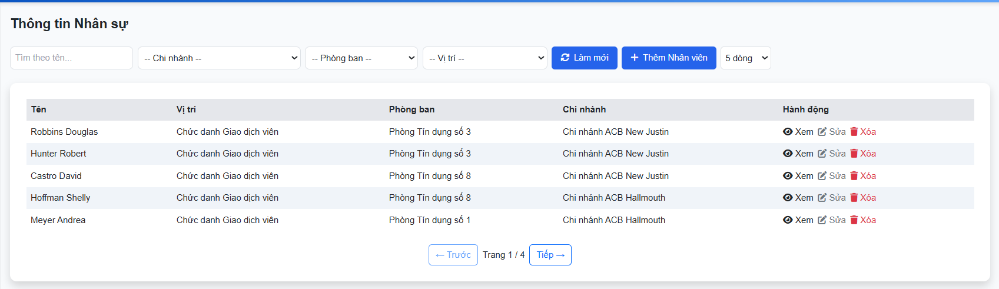 Thông tin Nhân sự
Tìm theo tên... -- Chi nhánh -- -- Phòng ban -- -- Vị trí -- Làm mới + Thêm Nhân viên 5 dòng
Tên Vị trí Phòng ban Chi nhánh Hành động
Robbins Douglas Chức danh Giao dịch viên Phòng Tín dụng số 3 Chi nhánh ACB New Justin Xem Sửa Xóa
Hunter Robert Chức danh Giao dịch viên Phòng Tín dụng số 3 Chi nhánh ACB New Justin Xem Sửa Xóa
Castro David Chức danh Giao dịch viên Phòng Tín dụng số 8 Chi nhánh ACB New Justin Xem Sửa Xóa
Hoffman Shelly Chức danh Giao dịch viên Phòng Tín dụng số 8 Chi nhánh ACB Hallmouth Xem Sửa Xóa
Meyer Andrea Chức danh Giao dịch viên Phòng Tín dụng số 1 Chi nhánh ACB Hallmouth Xem Sửa Xóa
← Trước Trang 1 / 4 Tiếp →